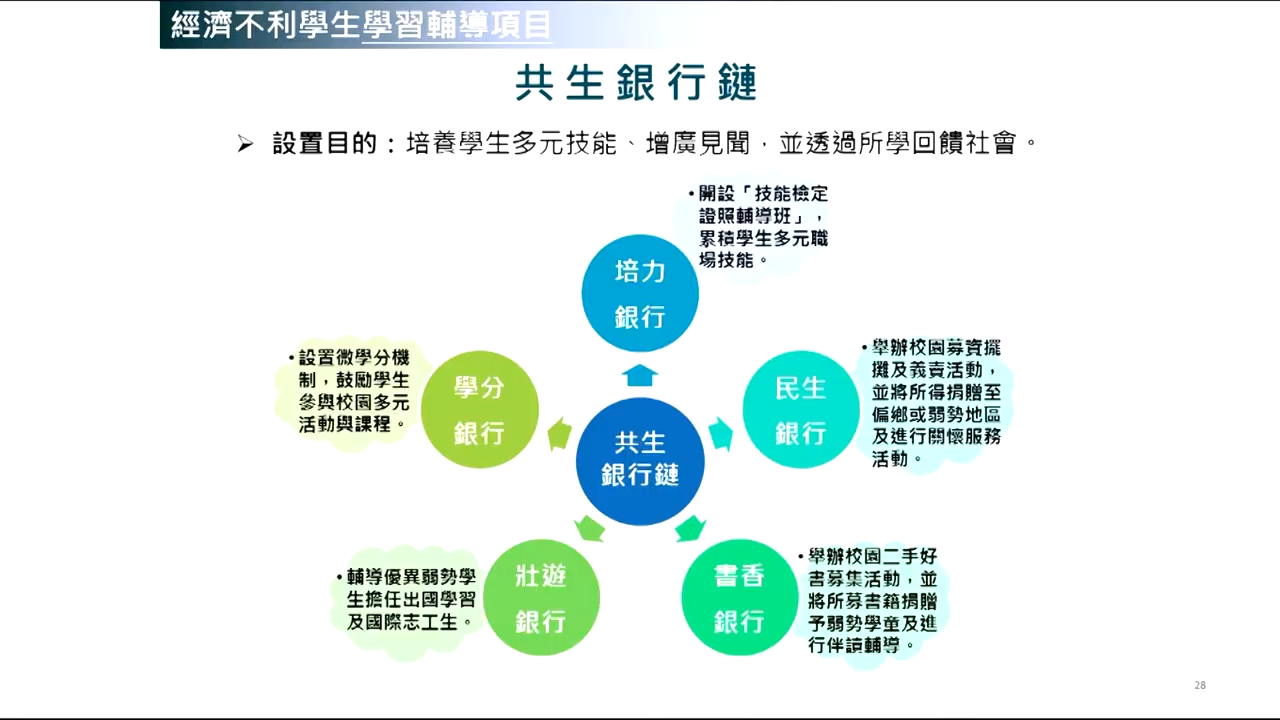 經濟不利學生學習輔導項目
共生銀行鏈
➢ 設置目的：培養學生多元技能、增廣見聞，並透過所學回饋社會。
•開設「技能檢定
證照輔導班」，
累積學生多元職
場技能。
培力
銀行
•舉辦校園募資擺
攤及義賣活動，
並將所得捐贈至
偏鄉或弱勢地區
及進行關懷服務
活動。
民生
銀行
•設置微學分機
制，鼓勵學生
參與校園多元
活動與課程。
學分
銀行
共生
銀行鏈
•輔導優異弱勢學
生擔任出國學習
及國際志工生。
壯遊
銀行
書香
銀行
•舉辦校園二手好
書募集活動，並
將所募書籍捐贈
予弱勢學童及進
行伴讀輔導。
28